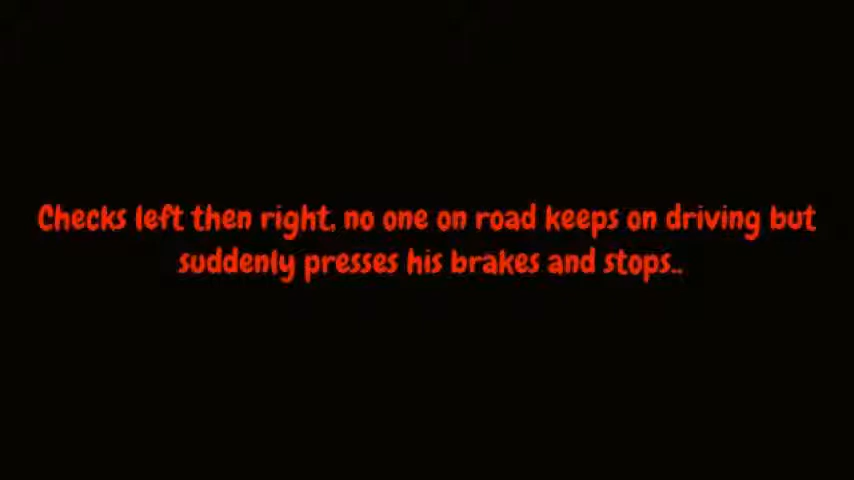 Checks left then right, no one on road keeps on driving but
suddenly presses his brakes and stops..